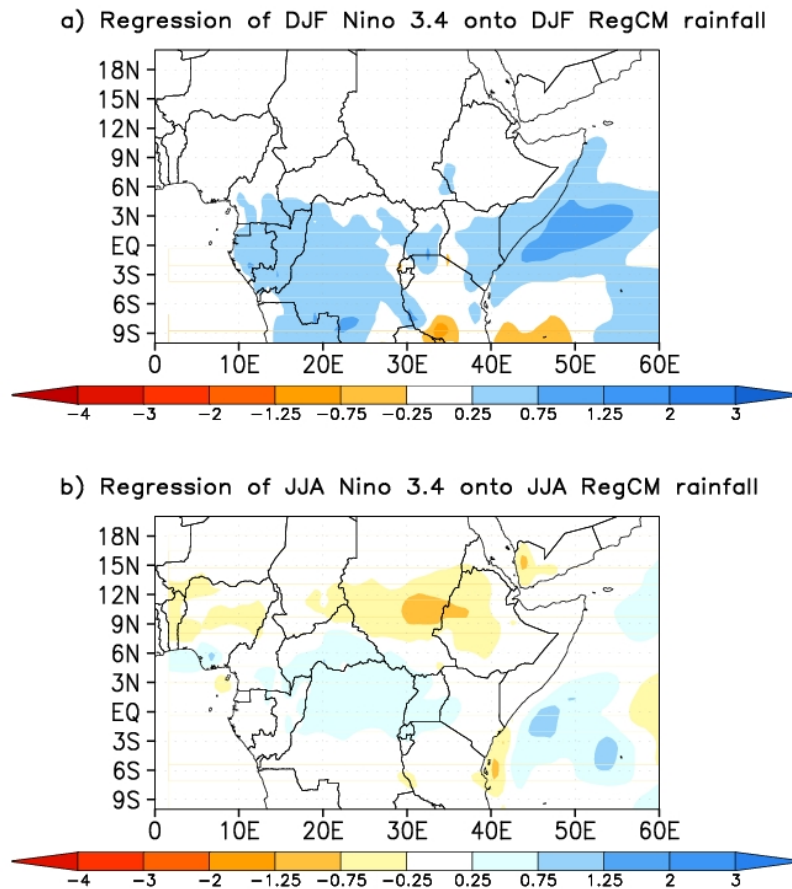 a) Regression of DJF Nino 3.4 onto DJF RegCM rainfall
18N
15N
12N
9N
6N
3N
EQ
3S
6S
9S
0 10E 20E 30E 40E 50E 60E
-4 -3 -2 -1.25 -0.75 -0.25 0.25 0.75 1.25 2 3
b) Regression of JJA Nino 3.4 onto JJA RegCM rainfall
18N
15N
12N
9N
6N
3N
EQ
3S
6S
9S
0 10E 20E 30E 40E 50E 60E
-4 -3 -2 -1.25 -0.75 -0.25 0.25 0.75 1.25 2 3